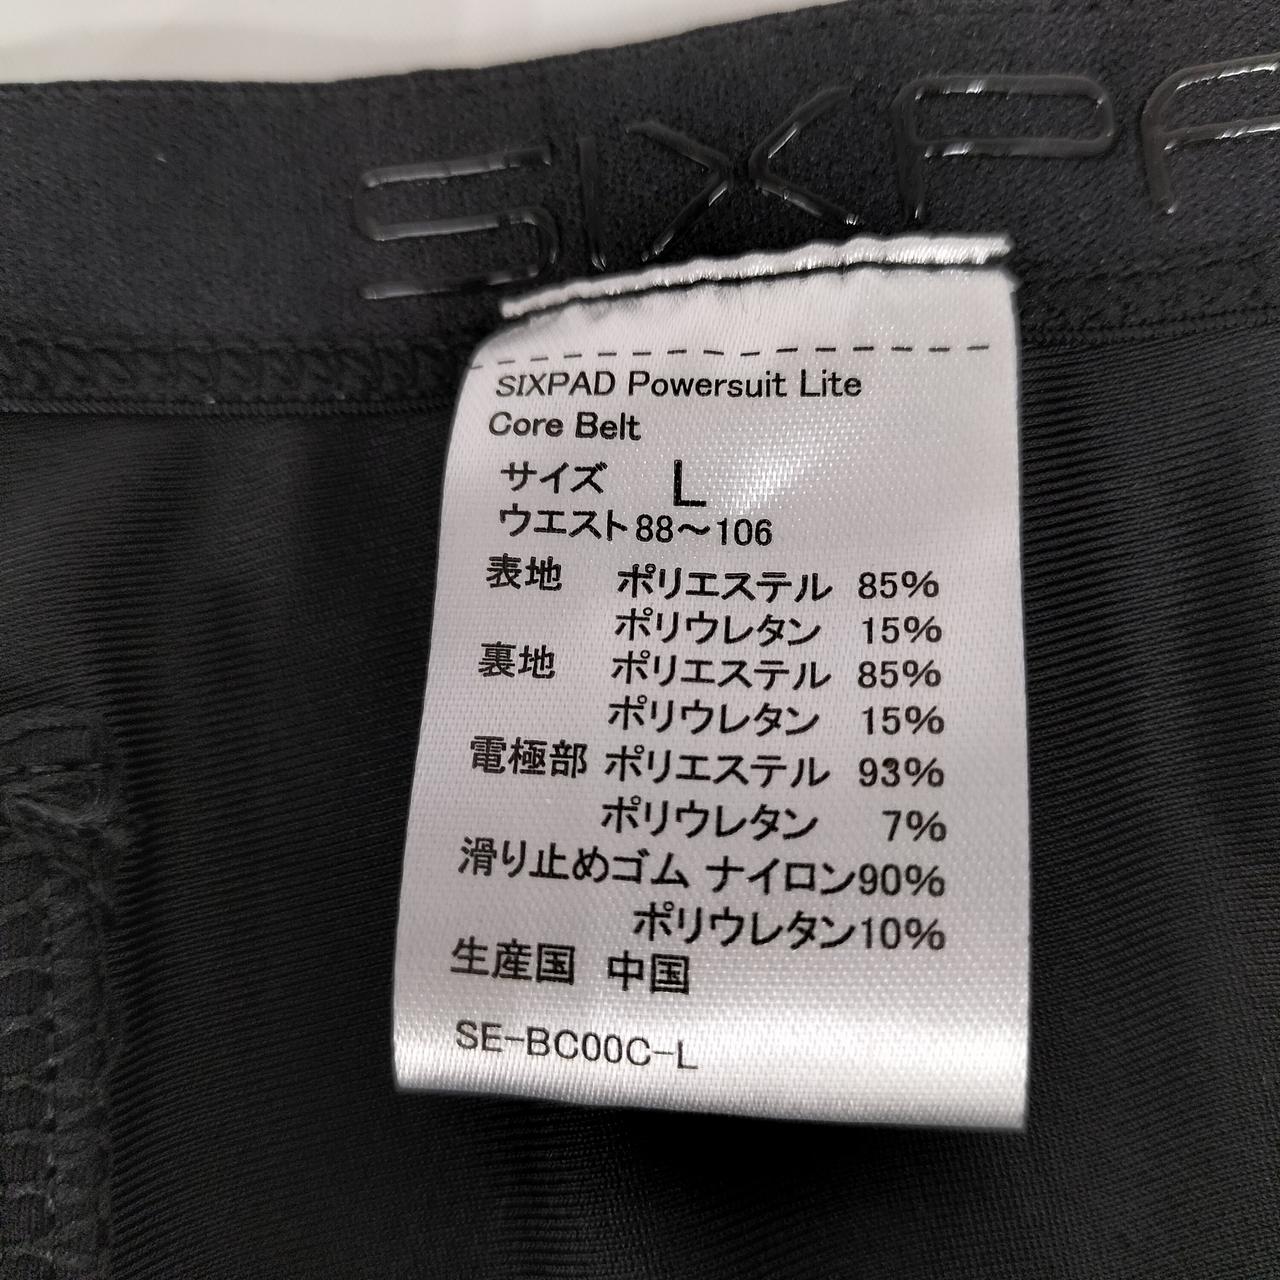 SIXPA
SIXPAD Powersuit Lite
Core Belt
サイズ L
ウエスト88～106
表地 ポリエステル 85%
ポリウレタン 15%
裏地 ポリエステル 85%
ポリウレタン 15%
電極部 ポリエステル 93%
ポリウレタン 7%
滑り止めゴム ナイロン90%
ポリウレタン10%
生産国 中国
SE-BC00C-L